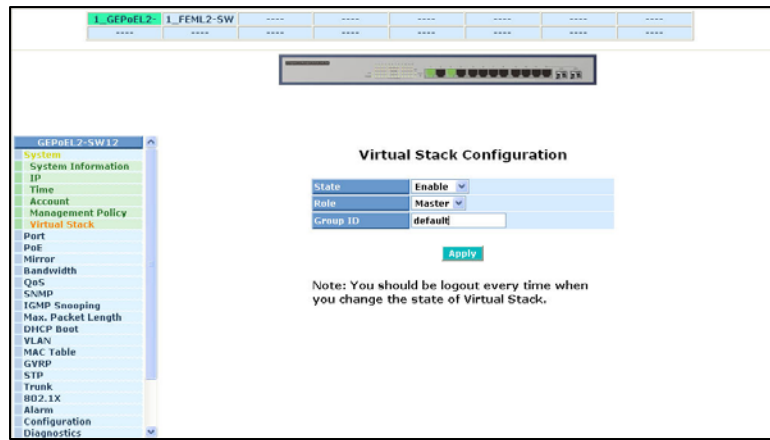 1_GEPoEL2- 1_FEML2-SW ---- ---- ---- ---- ---- ----
---- ---- ---- ---- ---- ---- ---- ----
GEPoEL2-SW12
System
System Information
IP
Time
Account
Management Policy
Virtual Stack
Port
PoE
Mirror
Bandwidth
QoS
SNMP
IGMP Snooping
Max. Packet Length
DHCP Boot
VLAN
MAC Table
GVRP
STP
Trunk
802.1X
Alarm
Configuration
Diagnostics
Virtual Stack Configuration
State Enable
Role Master
Group ID default
Apply
Note: You should be logout every time when
you change the state of Virtual Stack.